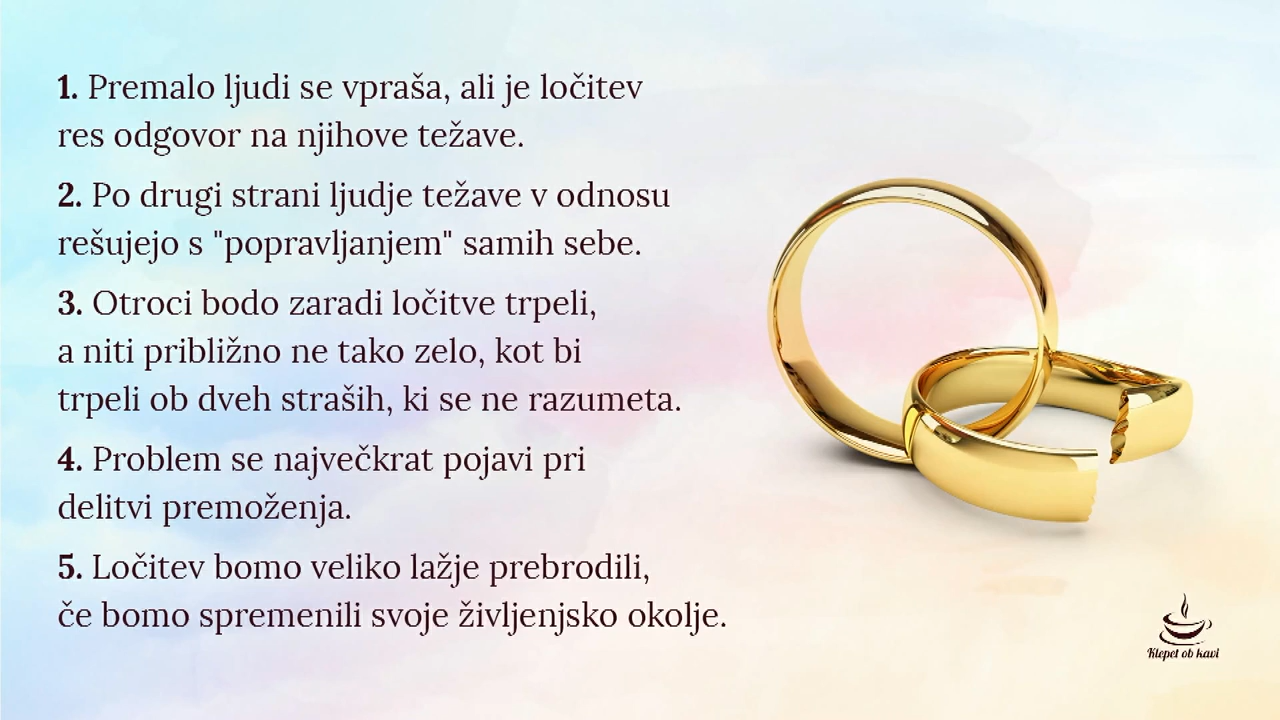 1. Premalo ljudi se vpraša, ali je ločitev
res odgovor na njihove težave.
2. Po drugi strani ljudje težave v odnosu
rešujejo s "popravljanjem" samih sebe.
3. Otroci bodo zaradi ločitve trpeli,
a niti približno ne tako zelo, kot bi
trpeli ob dveh straših, ki se ne razumeta.
4. Problem se največkrat pojavi pri
delitvi premoženja.
5. Ločitev bomo veliko lažje prebrodili,
če bomo spremenili svoje življenjsko okolje.
Klepet ob kavi